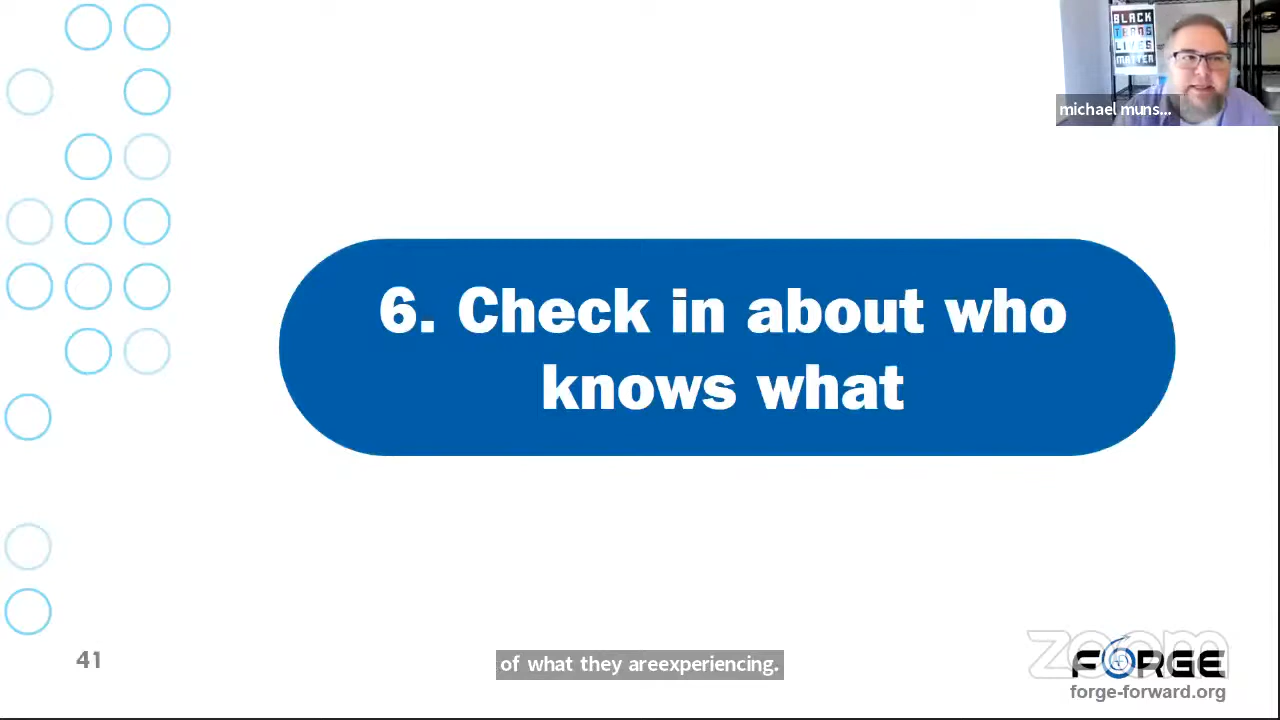 BLACK
TRANS
LIVES
MATTER
michael muns...
6. Check in about who
knows what
41
of what they areexperiencing.
zoom
FORGE
forge-forward.org